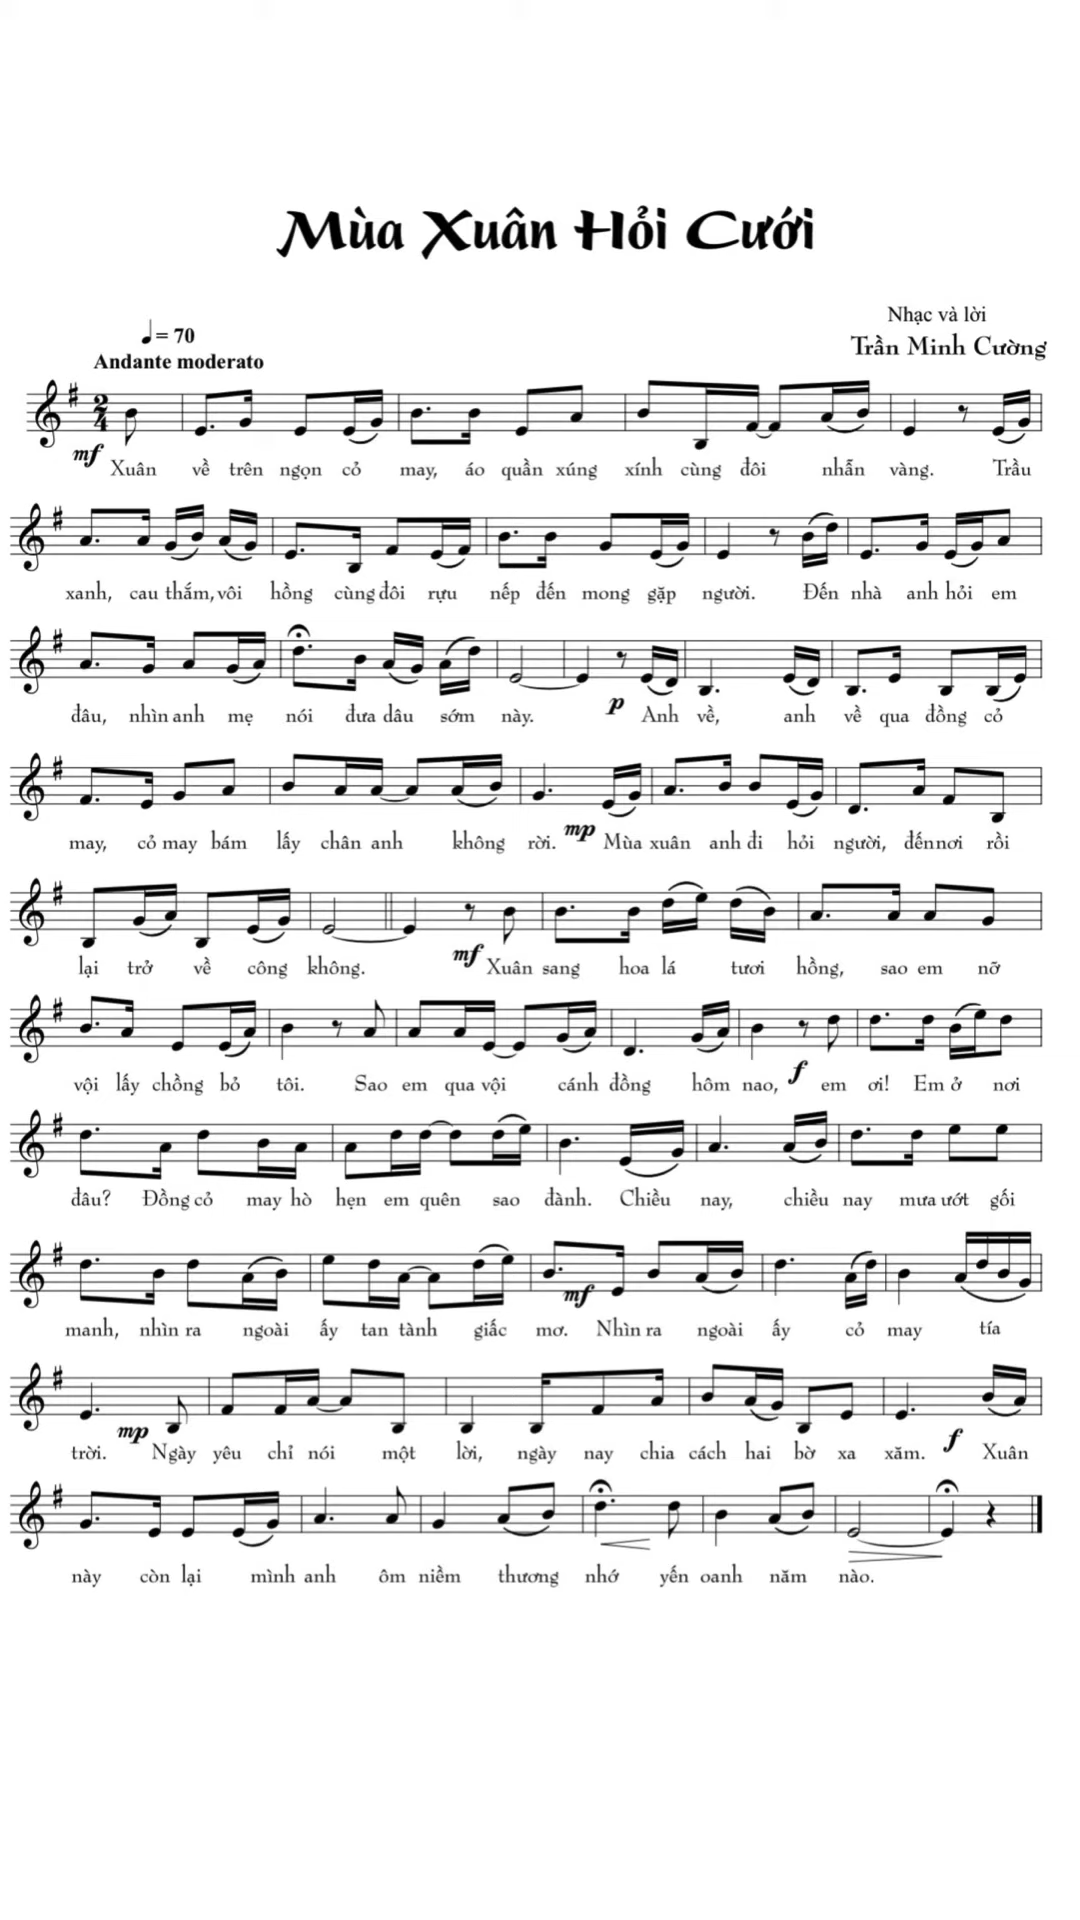 Mùa Xuân Hỏi Cưới
Nhạc và lời
= 70
Trần Minh Cường
Andante moderato
2
4
mf
Xuân về trên ngọn cỏ may, áo quần xúng xính cùng đôi nhẫn vàng. Trầu
xanh, cau thắm, vôi hồng cùng đôi rựu nếp đến mong gặp người. Đến nhà anh hỏi em
p
đâu, nhìn anh mẹ nói đưa dâu sớm này. Anh về, anh về qua đồng cỏ
mp
may, cỏ may bám lấy chân anh không rời. Mùa xuân anh đi hỏi người, đến nơi rồi
mf
lại trở về công không. Xuân sang hoa lá tươi hồng, sao em nỡ
f
vội lấy chồng bỏ tôi. Sao em qua vội cánh đồng hôm nao, em ơi! Em ở nơi
đâu? Đồng cỏ may hò hẹn em quên sao đành. Chiều nay, chiều nay mưa ướt gối
mf
manh, nhìn ra ngoài ấy tan tành giấc mơ. Nhìn ra ngoài ấy cỏ may tía
mp f
trời. Ngày yêu chỉ nói một lời, ngày nay chia cách hai bờ xa xăm. Xuân
này còn lại mình anh ôm niềm thương nhớ yến oanh năm nào.